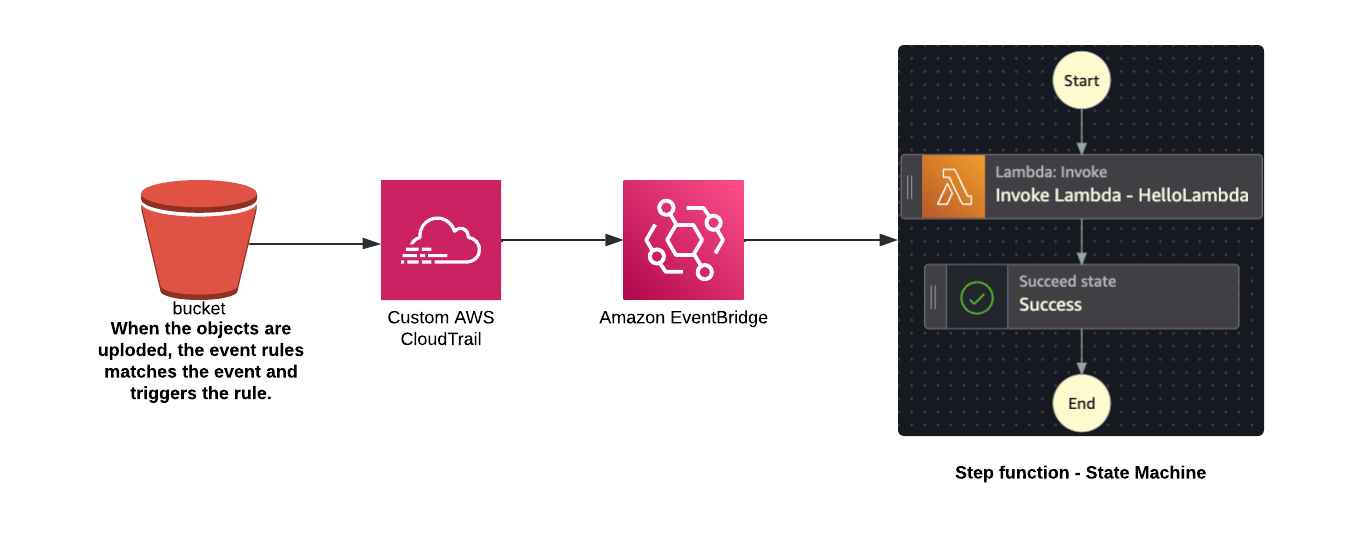 bucket
When the objects are
uploded, the event rules
matches the event and
triggers the rule.
Custom AWS
CloudTrail
Amazon EventBridge
Start
Lambda: Invoke
Invoke Lambda - HelloLambda
Succeed state
Success
End
Step function - State Machine